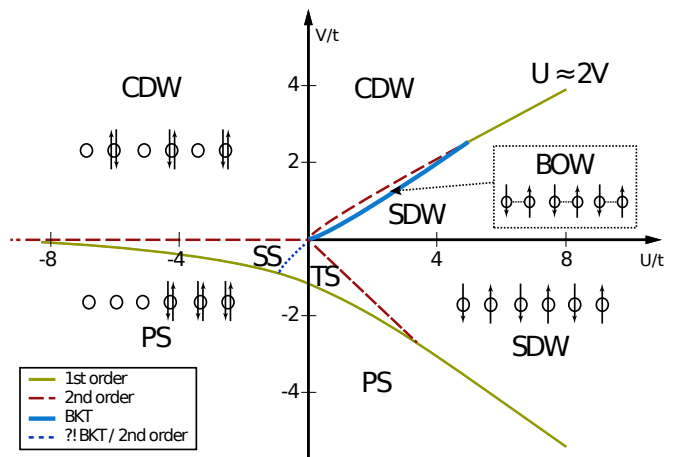 V/t
CDW
CDW
U ≈ 2V
4
BOW
2
SDW
-8
-4
SS
TS
4
8
U/t
PS
-2
SDW
PS
-4
1st order
2nd order
BKT
?! BKT / 2nd order